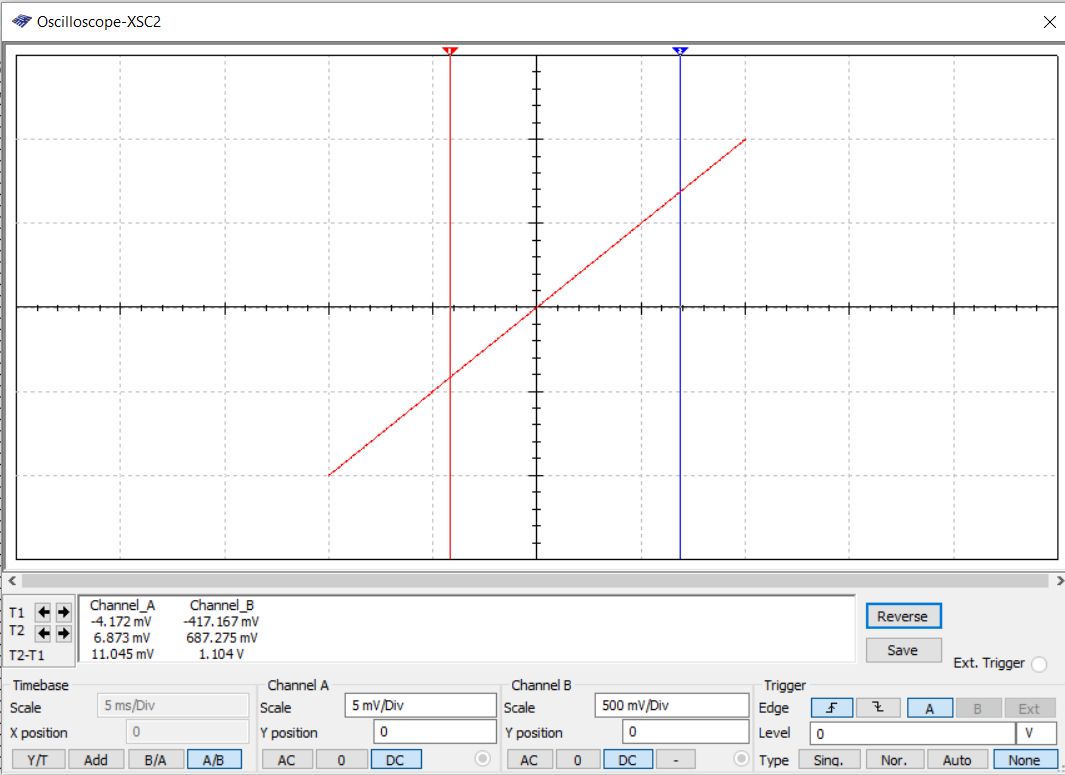 Oscilloscope-XSC2
1 2
T1
T2
T2-T1
Channel_A Channel_B
-4.172 mV -417.167 mV
6.873 mV 687.275 mV
11.045 mV 1.104 V
Reverse
Save
Ext. Trigger
Timebase
Scale 5 ms/Div
X position 0
Y/T Add B/A A/B
Channel A
Scale 5 mV/Div
Y position 0
AC 0 DC
Channel B
Scale 500 mV/Div
Y position 0
AC 0 DC -
Trigger
Edge A B Ext
Level 0 V
Type Sing. Nor. Auto None